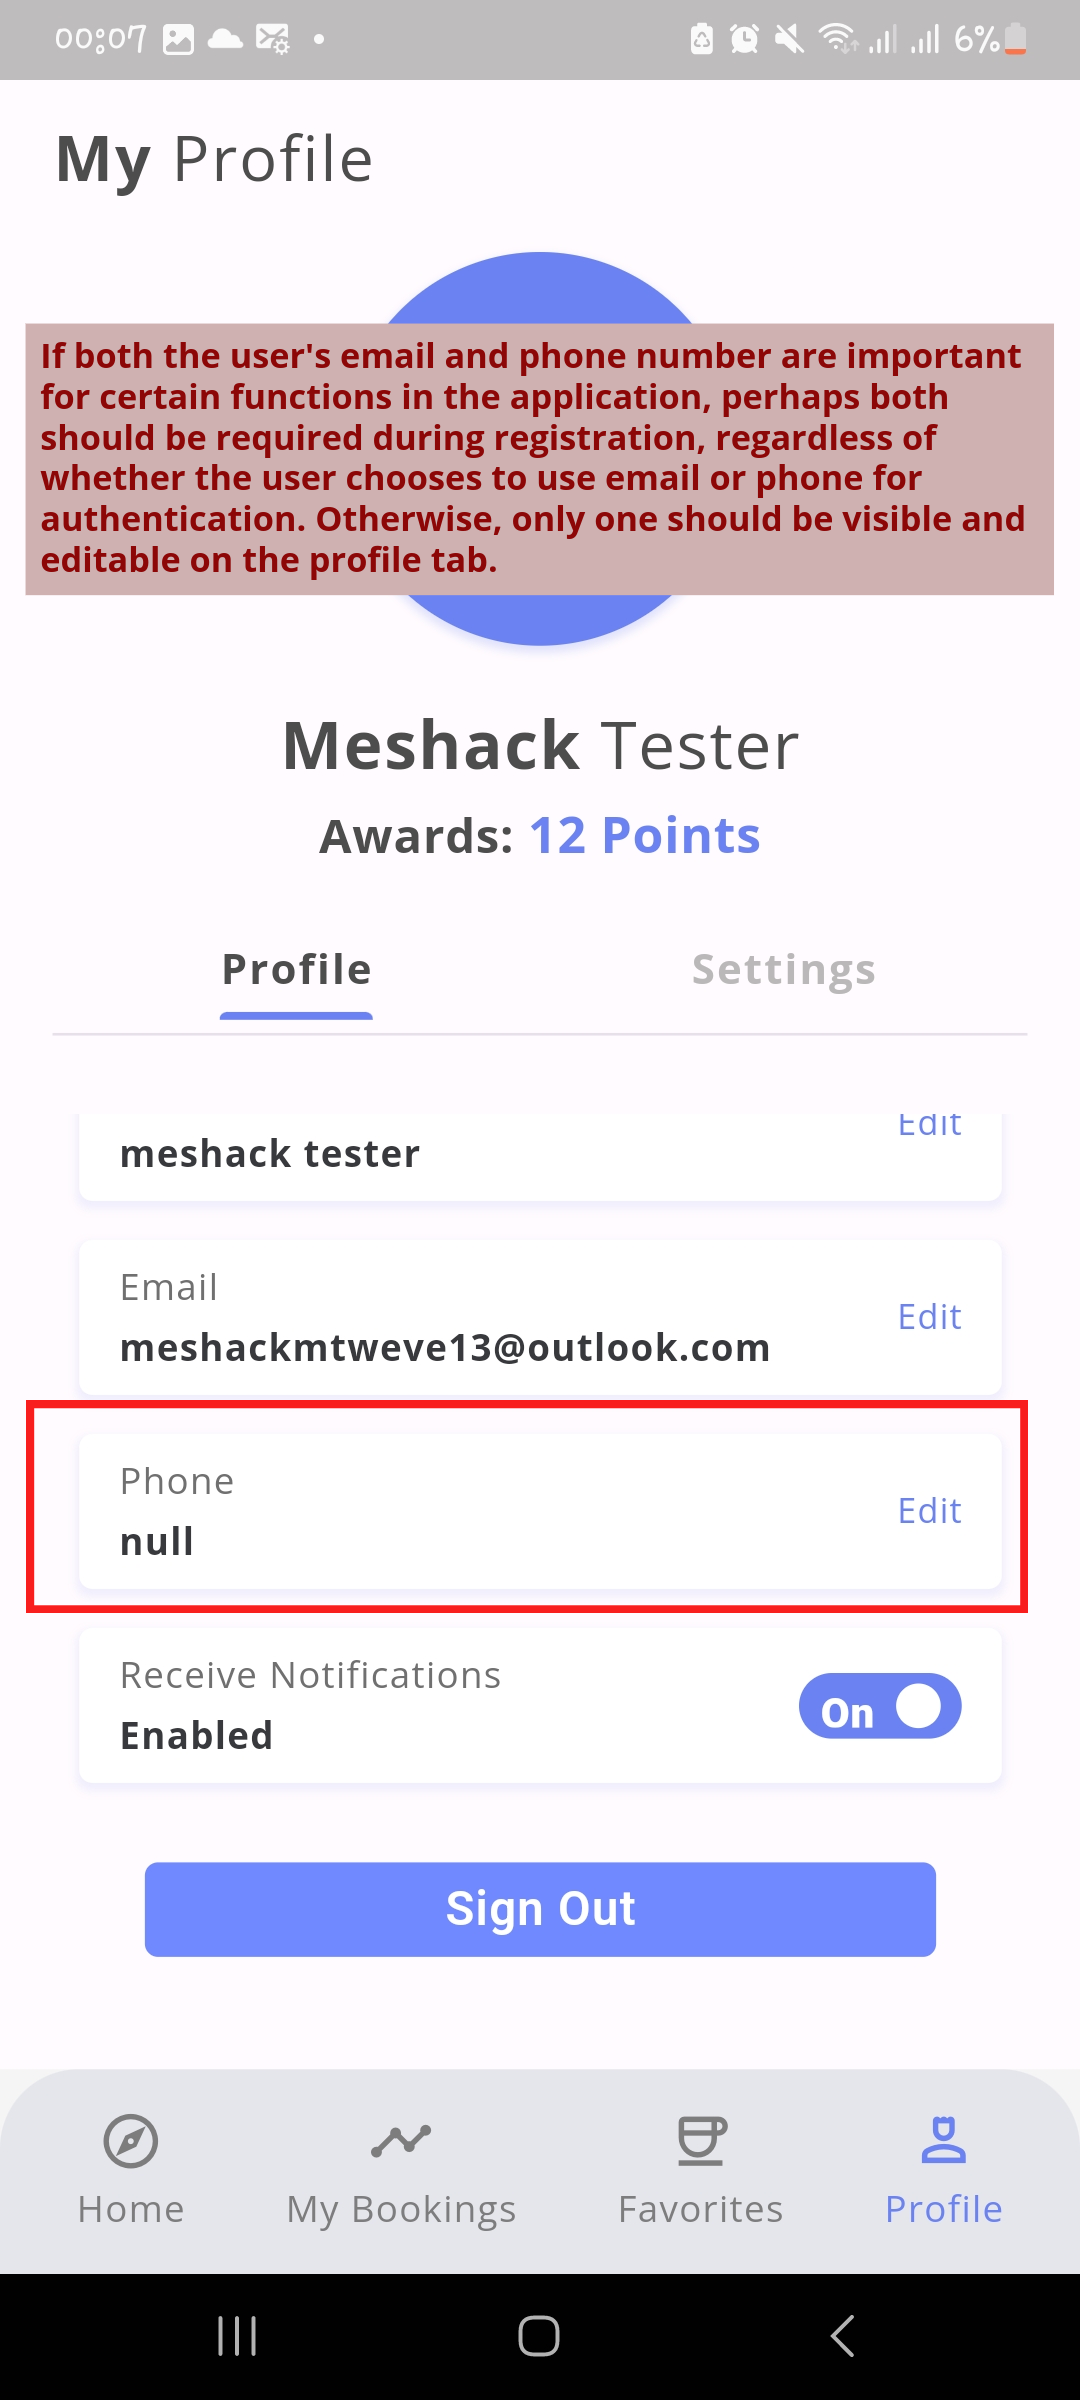 00:07 6%
My Profile
If both the user's email and phone number are important
for certain functions in the application, perhaps both
should be required during registration, regardless of
whether the user chooses to use email or phone for
authentication. Otherwise, only one should be visible and
editable on the profile tab.
Meshack Tester
Awards: 12 Points
Profile Settings
Edit
meshack tester
Email
Edit
meshackmtweve13@outlook.com
Phone
Edit
null
Receive Notifications
On
Enabled
Sign Out
Home My Bookings Favorites Profile